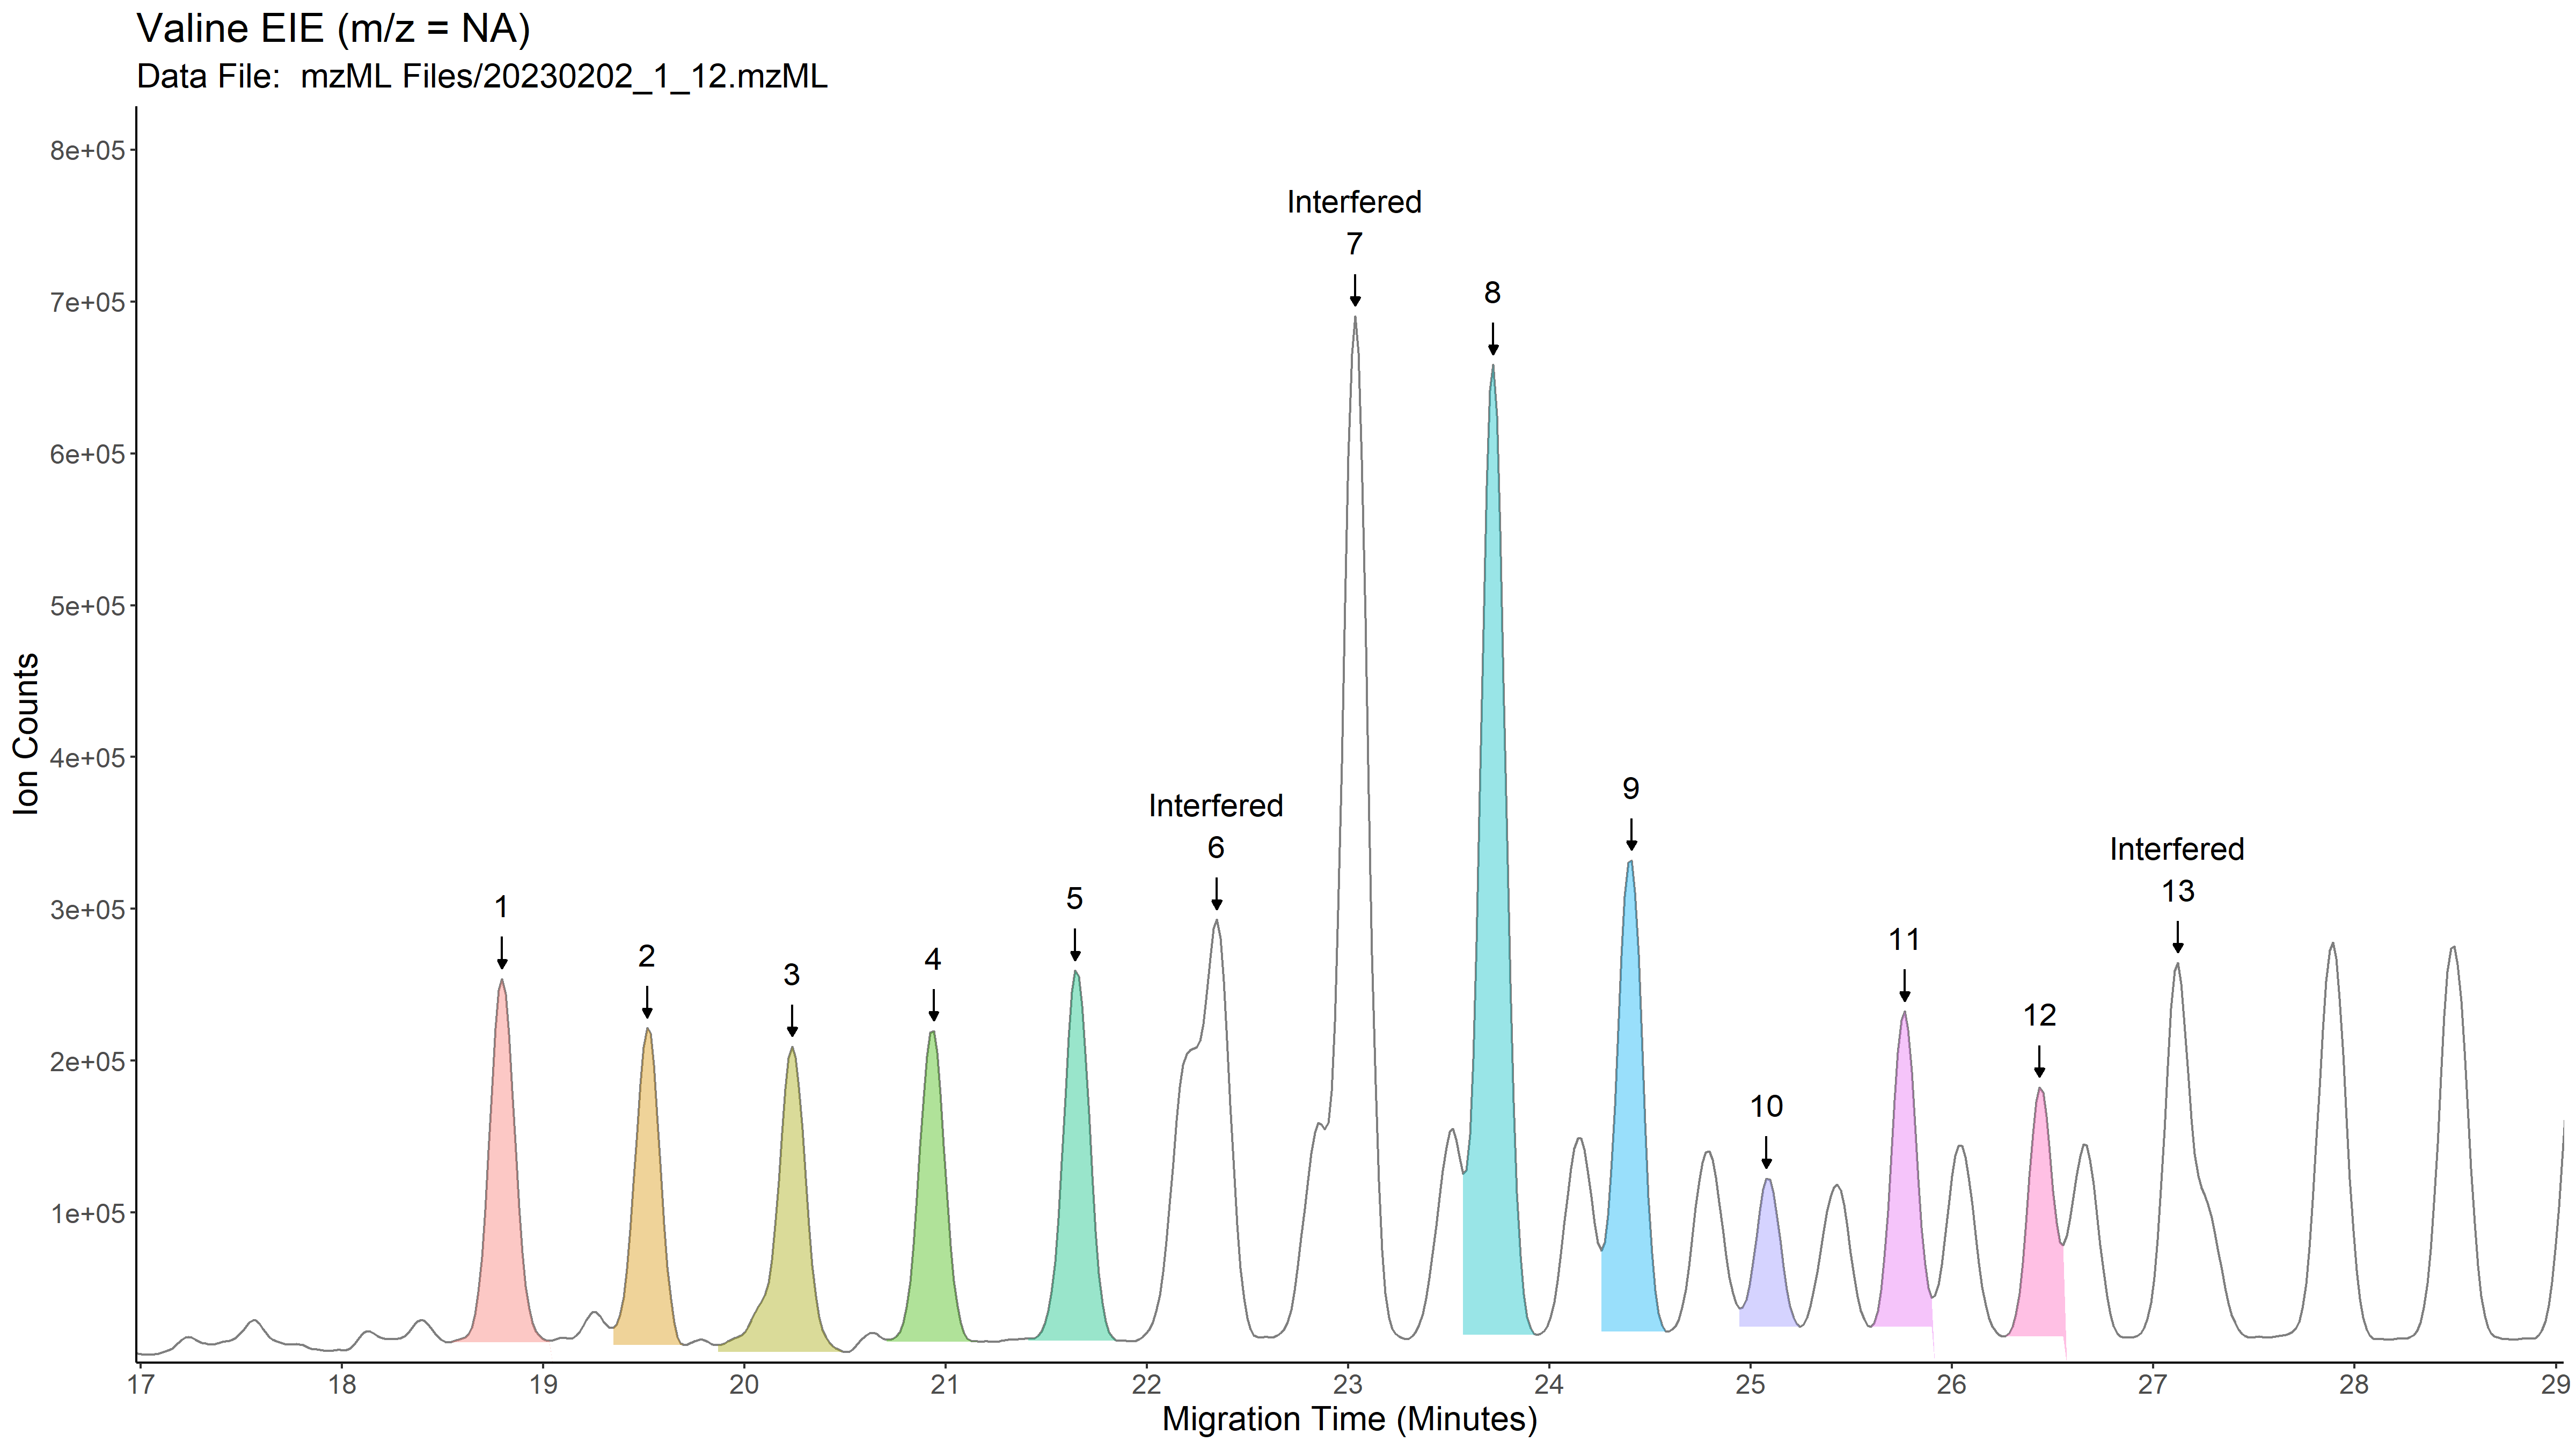 Valine EIE (m/z = NA)
Data File:  mzML Files/20230202_1_12.mzML
Ion Counts
8e+05
7e+05
6e+05
5e+05
4e+05
3e+05
2e+05
1e+05
1
2
3
4
5
Interfered
6
Interfered
7
8
9
10
11
12
Interfered
13
17 18 19 20 21 22 23 24 25 26 27 28 29
Migration Time (Minutes)